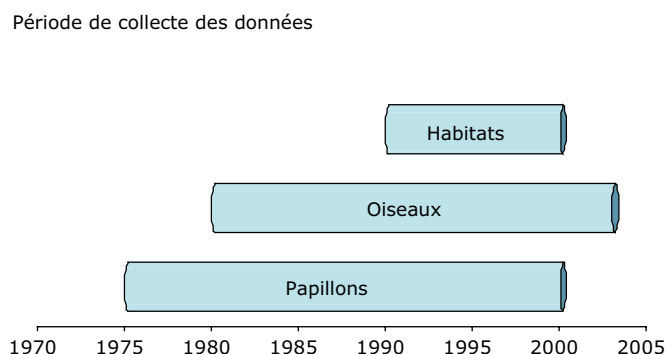 Période de collecte des données
Habitats
Oiseaux
Papillons
1970 1975 1980 1985 1990 1995 2000 2005